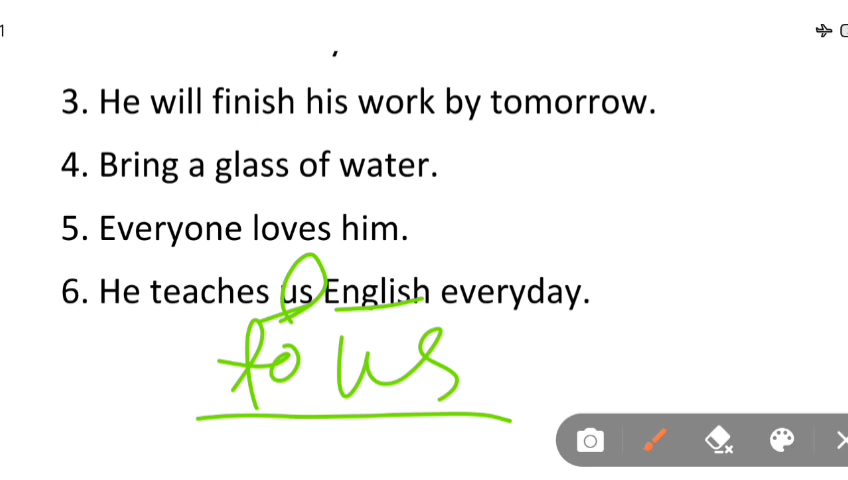 1
3. He will finish his work by tomorrow.
4. Bring a glass of water.
5. Everyone loves him.
6. He teaches us English everyday.
to us